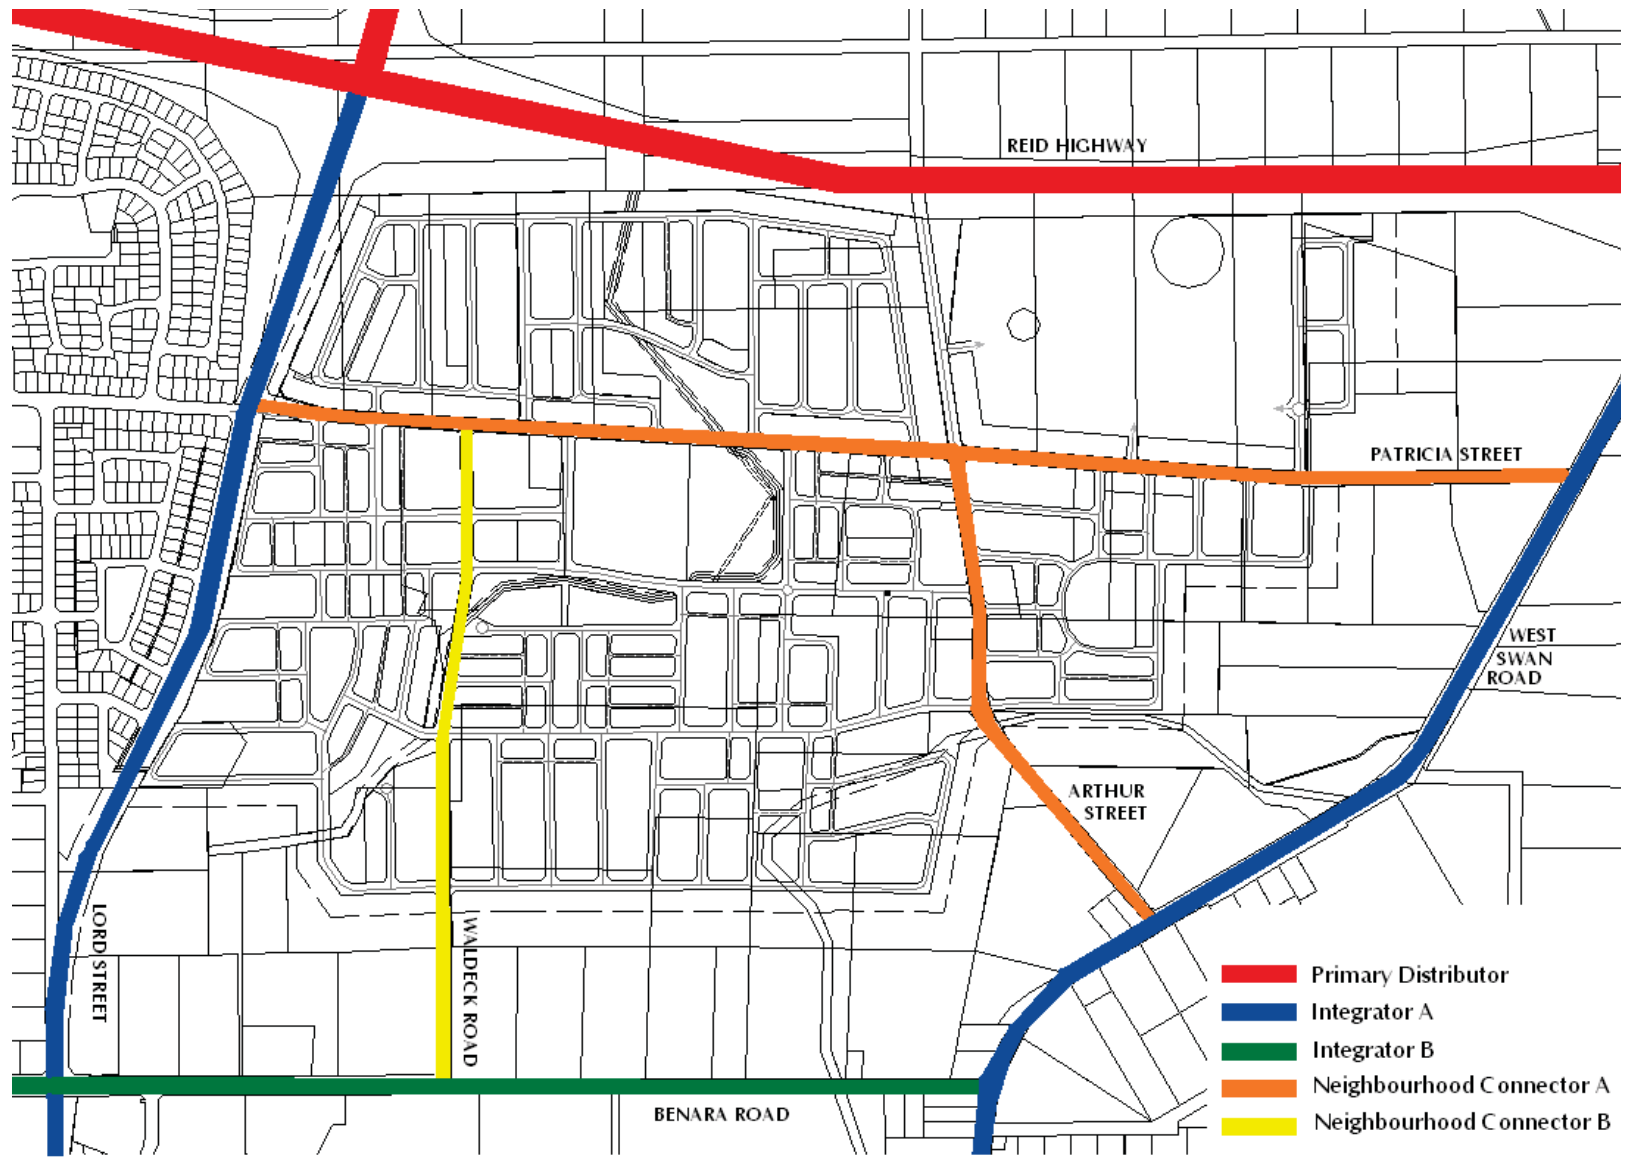 REID HIGHWAY
PATRICIA STREET
WEST
SWAN
ROAD
ARTHUR
STREET
LORD STREET
WALDECK ROAD
BENARA ROAD
Primary Distributor
Integrator A
Integrator B
Neighbourhood Connector A
Neighbourhood Connector B